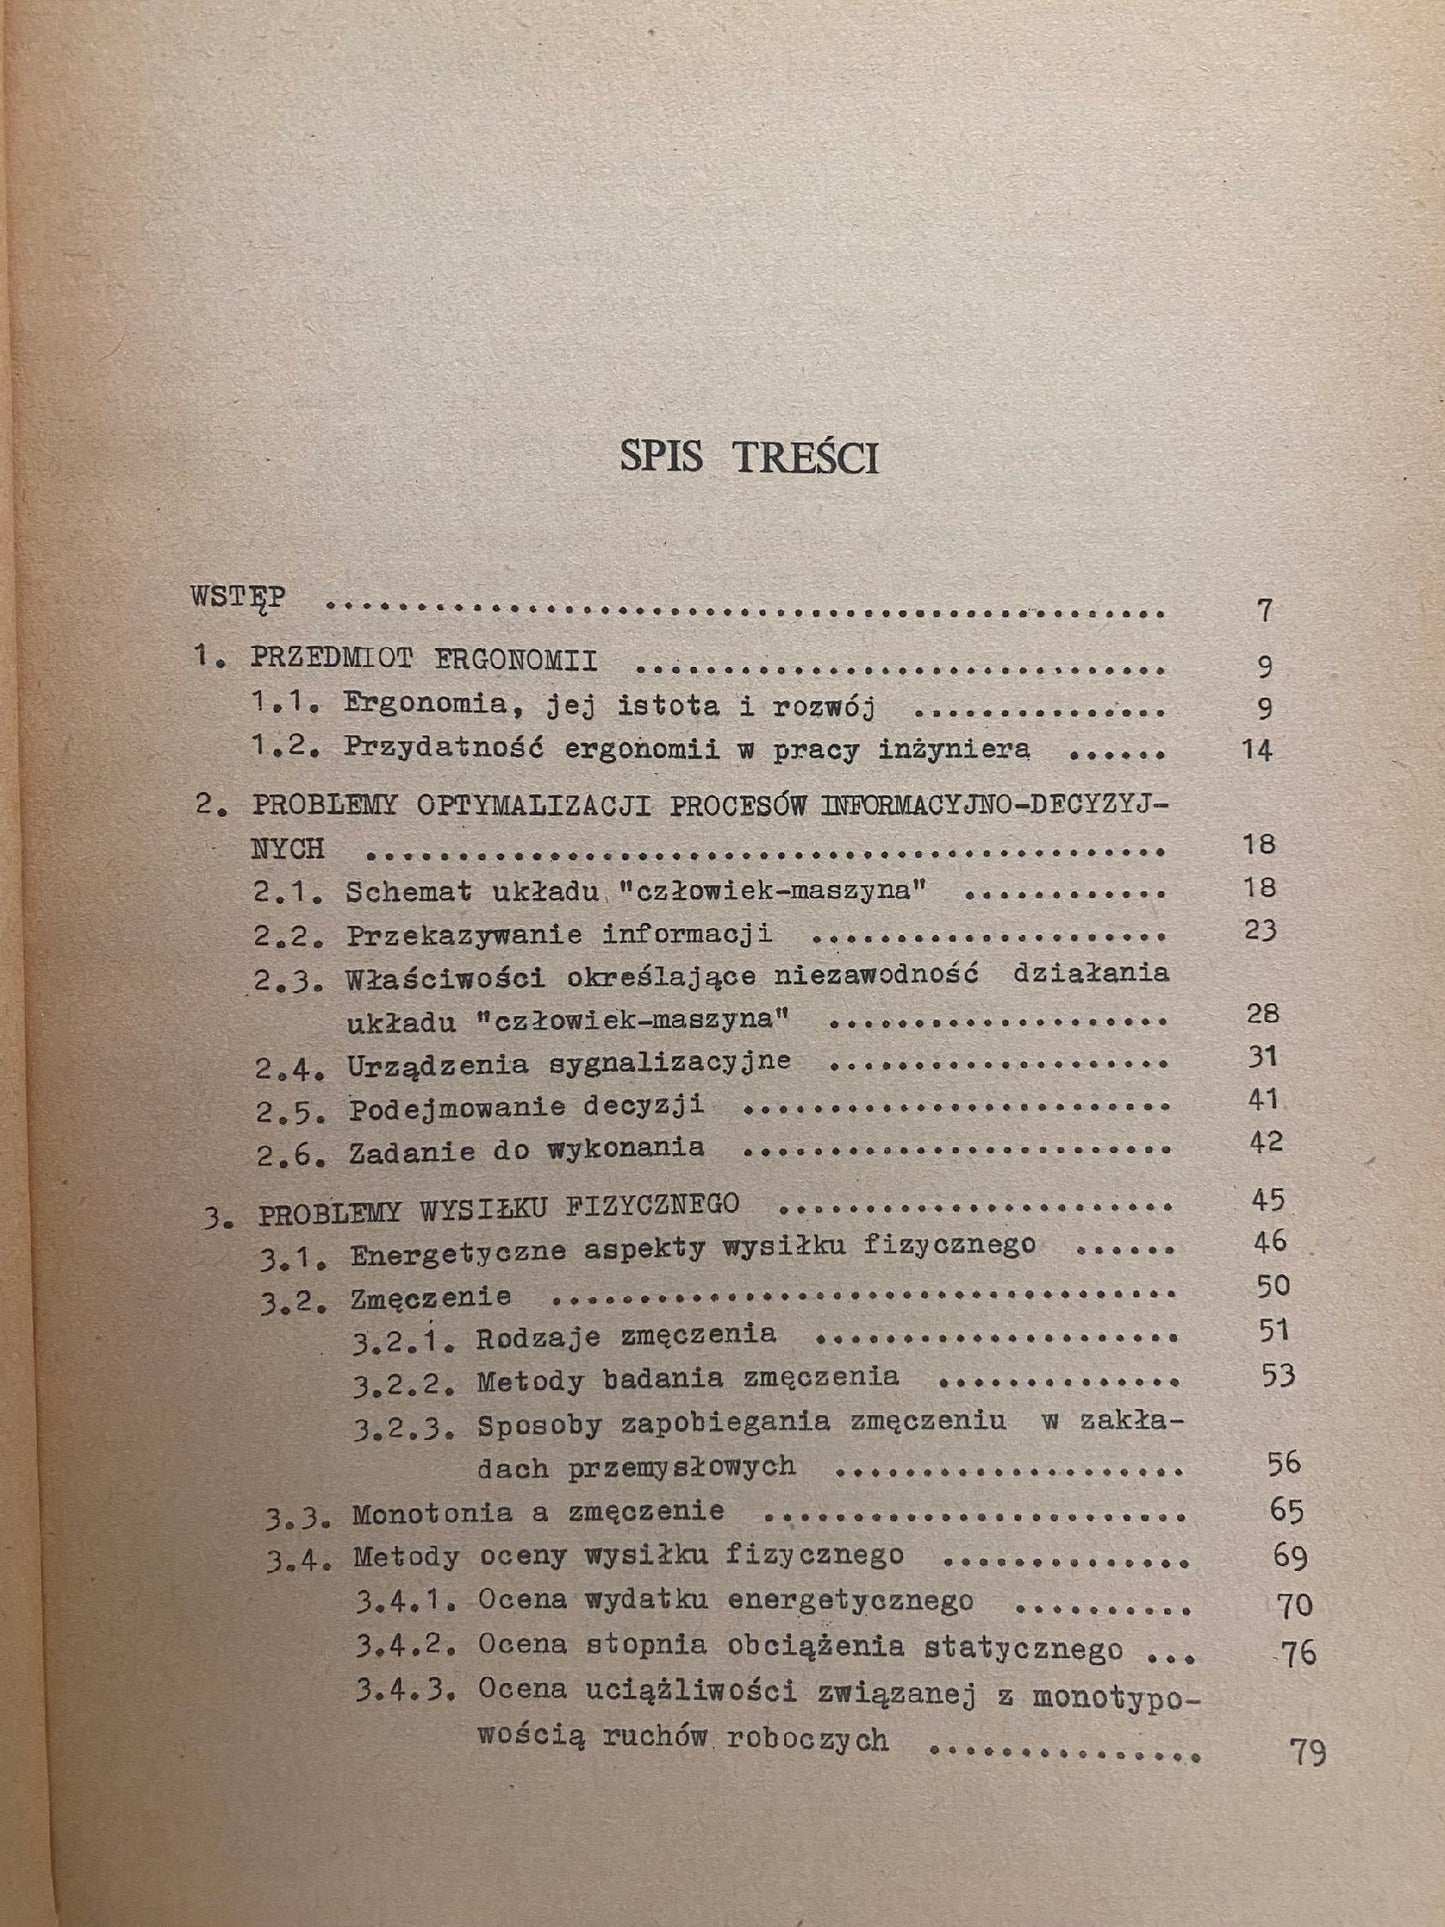 SPIS TREŚCI
WSTĘP ............................................... 7
1. PRZEDMIOT ERGONOMII .............................. 9
1.1. Ergonomia, jej istota i rozwój ............... 9
1.2. Przydatność ergonomii w pracy inżyniera ...... 14
2. PROBLEMY OPTYMALIZACJI PROCESÓW INFORMACYJNO-DECYZYJ-
NYCH ............................................. 18
2.1. Schemat układu "człowiek-maszyna" ............ 18
2.2. Przekazywanie informacji ..................... 23
2.3. Właściwości określające niezawodność działania
układu "człowiek-maszyna" .................... 28
2.4. Urządzenia sygnalizacyjne .................... 31
2.5. Podejmowanie decyzji ......................... 41
2.6. Zadanie do wykonania ......................... 42
3. PROBLEMY WYSIŁKU FIZYCZNEGO ....................... 45
3.1. Energetyczne aspekty wysiłku fizycznego ...... 46
3.2. Zmęczenie .................................... 50
3.2.1. Rodzaje zmęczenia ..................... 51
3.2.2. Metody badania zmęczenia .............. 53
3.2.3. Sposoby zapobiegania zmęczeniu w zakła-
dach przemysłowych .................... 56
3.3. Monotonia a zmęczenie ........................ 65
3.4. Metody oceny wysiłku fizycznego .............. 69
3.4.1. Ocena wydatku energetycznego .......... 70
3.4.2. Ocena stopnia obciążenia statycznego ... 76
3.4.3. Ocena uciążliwości związanej z monotypo-
wością ruchów roboczych ................ 79